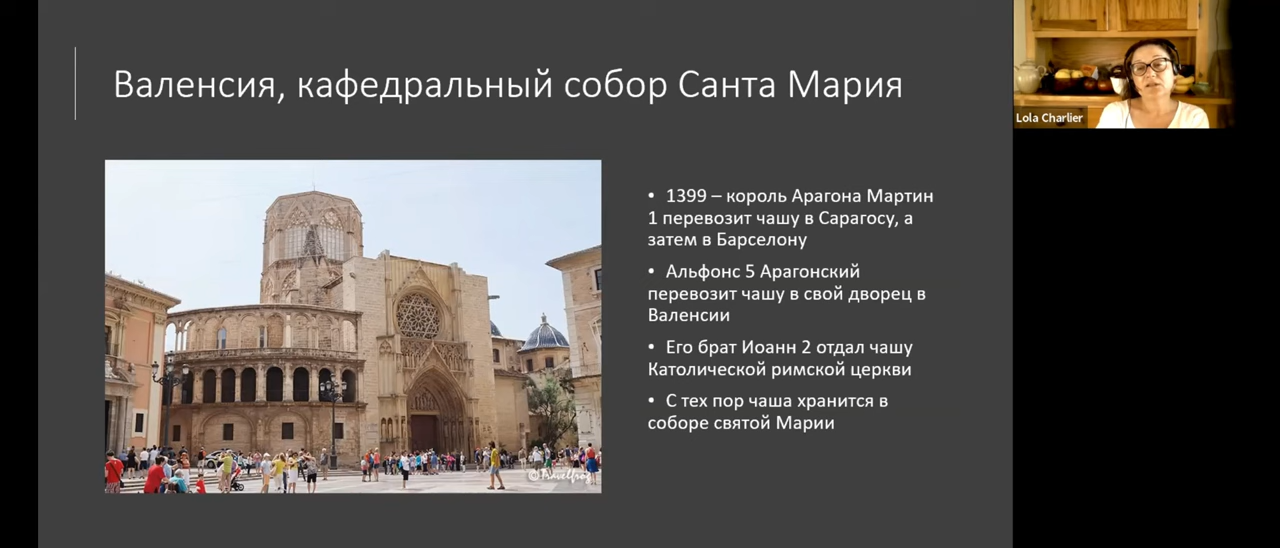 Валенсия, кафедральный собор Санта Мария
Lola Charlier
• 1399 – король Арагона Мартин
1 перевозит чашу в Сарагосу, а
затем в Барселону
• Альфонс 5 Арагонский
перевозит чашу в свой дворец в
Валенсии
• Его брат Иоанн 2 отдал чашу
Католической римской церкви
• С тех пор чаша хранится в
соборе святой Марии
©Travelfrog